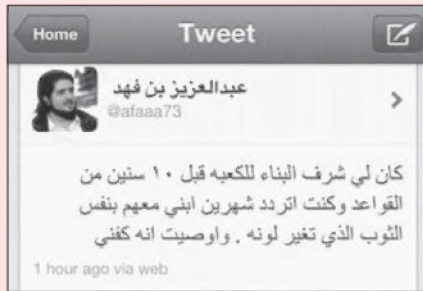 Home
Tweet
عبدالعزيز بن فهد
@afaaa73
كان لي شرف البناء للكعبه قبل ١٠ سنين من
القواعد وكنت اتردد شهرين ابني معهم بنفس
الثوب الذي تغير لونه . واوصيت انه كفني
1 hour ago via web